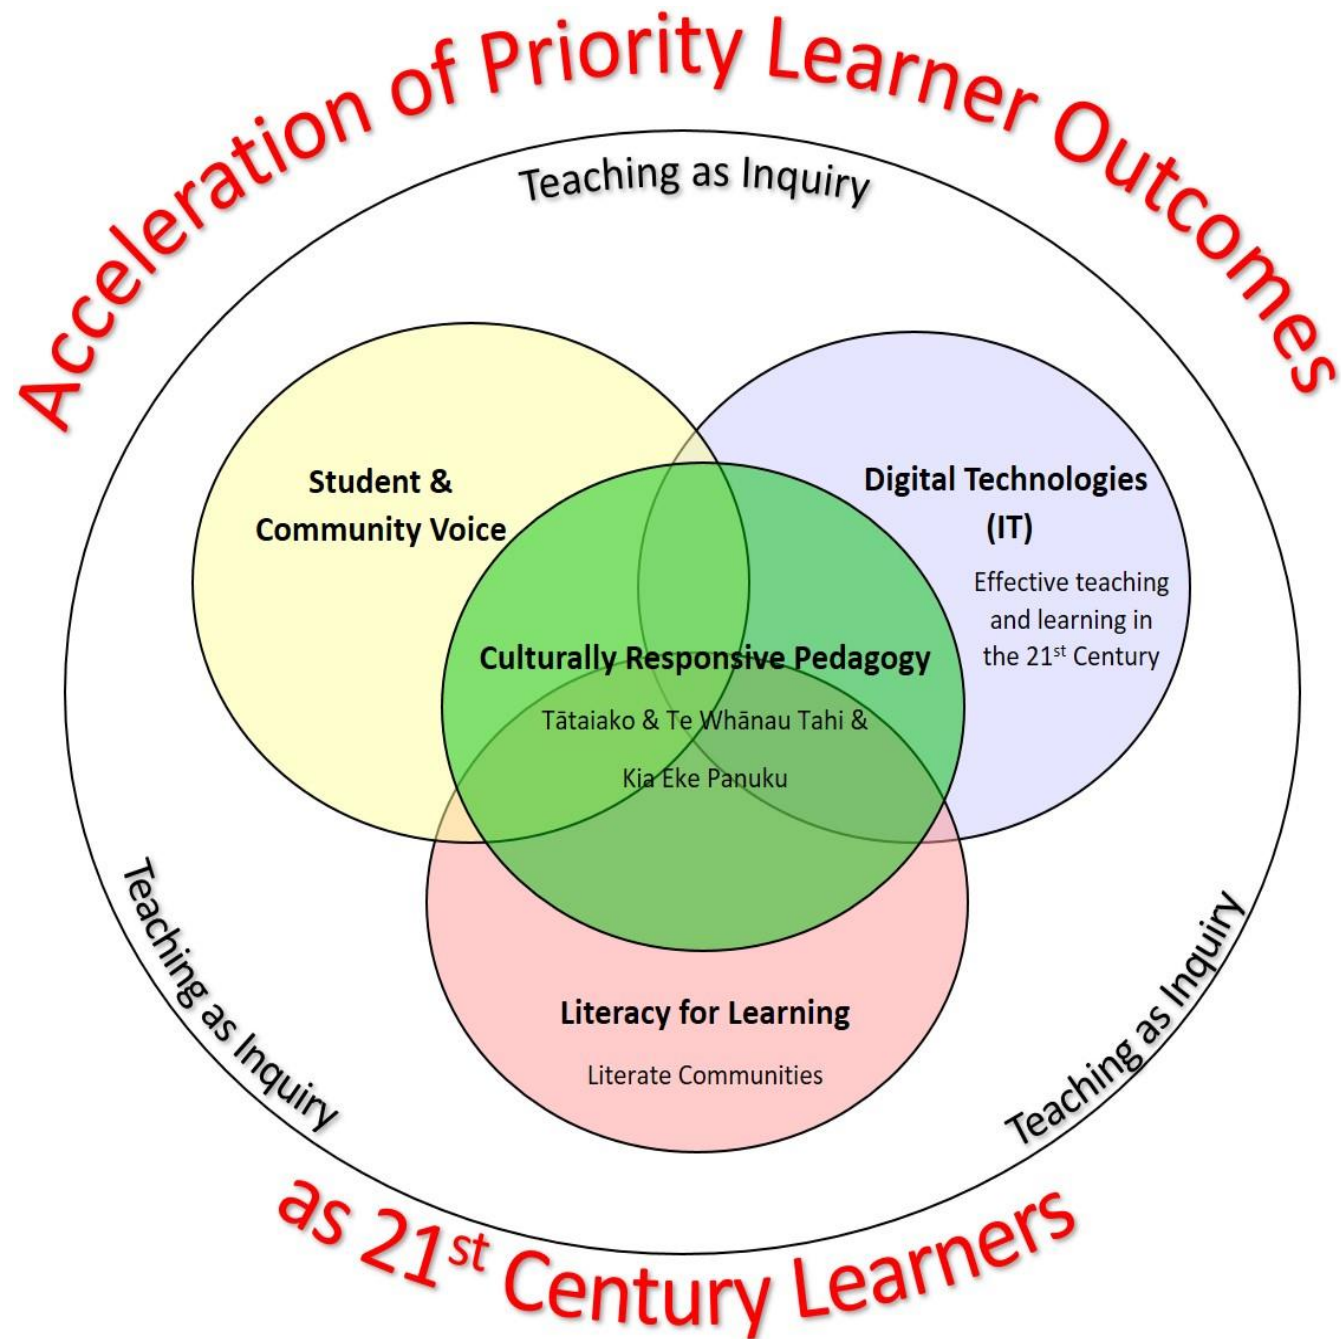 Acceleration of Priority Learner Outcomes
Teaching as Inquiry
Student &
Community Voice
Digital Technologies
(IT)
Effective teaching
and learning in
the 21st Century
Culturally Responsive Pedagogy
Tātaiako & Te Whānau Tahi &
Kia Eke Panuku
Literacy for Learning
Literate Communities
Teaching as Inquiry
Teaching as Inquiry
as 21st Century Learners